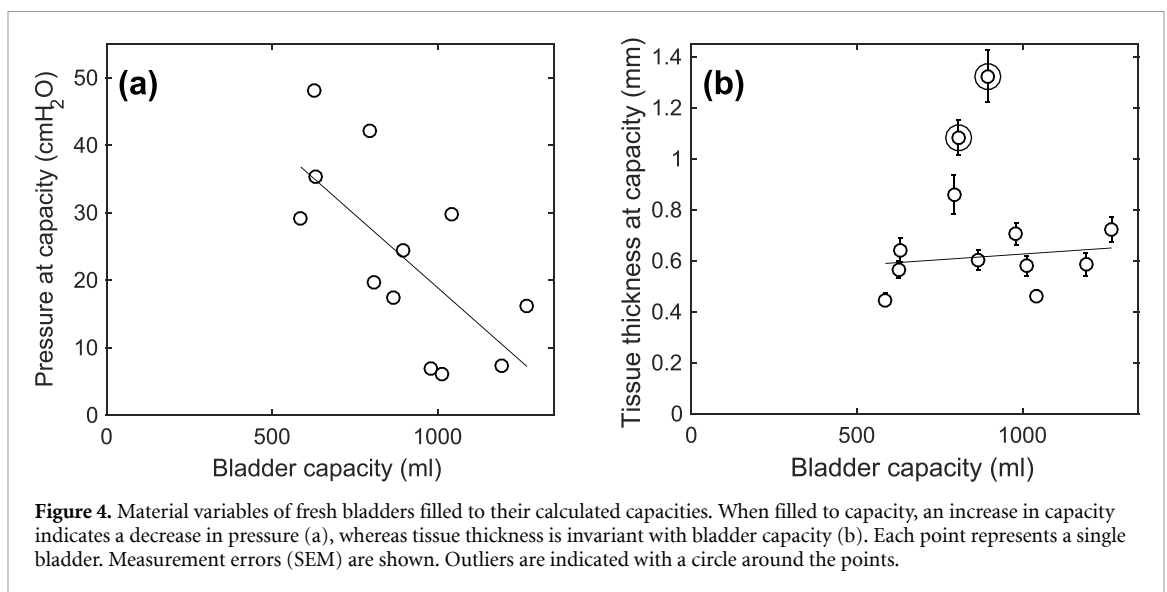 (a)
Pressure at capacity (cmH2O)
50
40
30
20
10
0
0
500
1000
Bladder capacity (ml)
(b)
Tissue thickness at capacity (mm)
1.4
1.2
1
0.8
0.6
0.4
0.2
0
0
500
1000
Bladder capacity (ml)
Figure 4. Material variables of fresh bladders filled to their calculated capacities. When filled to capacity, an increase in capacity
indicates a decrease in pressure (a), whereas tissue thickness is invariant with bladder capacity (b). Each point represents a single
bladder. Measurement errors (SEM) are shown. Outliers are indicated with a circle around the points.